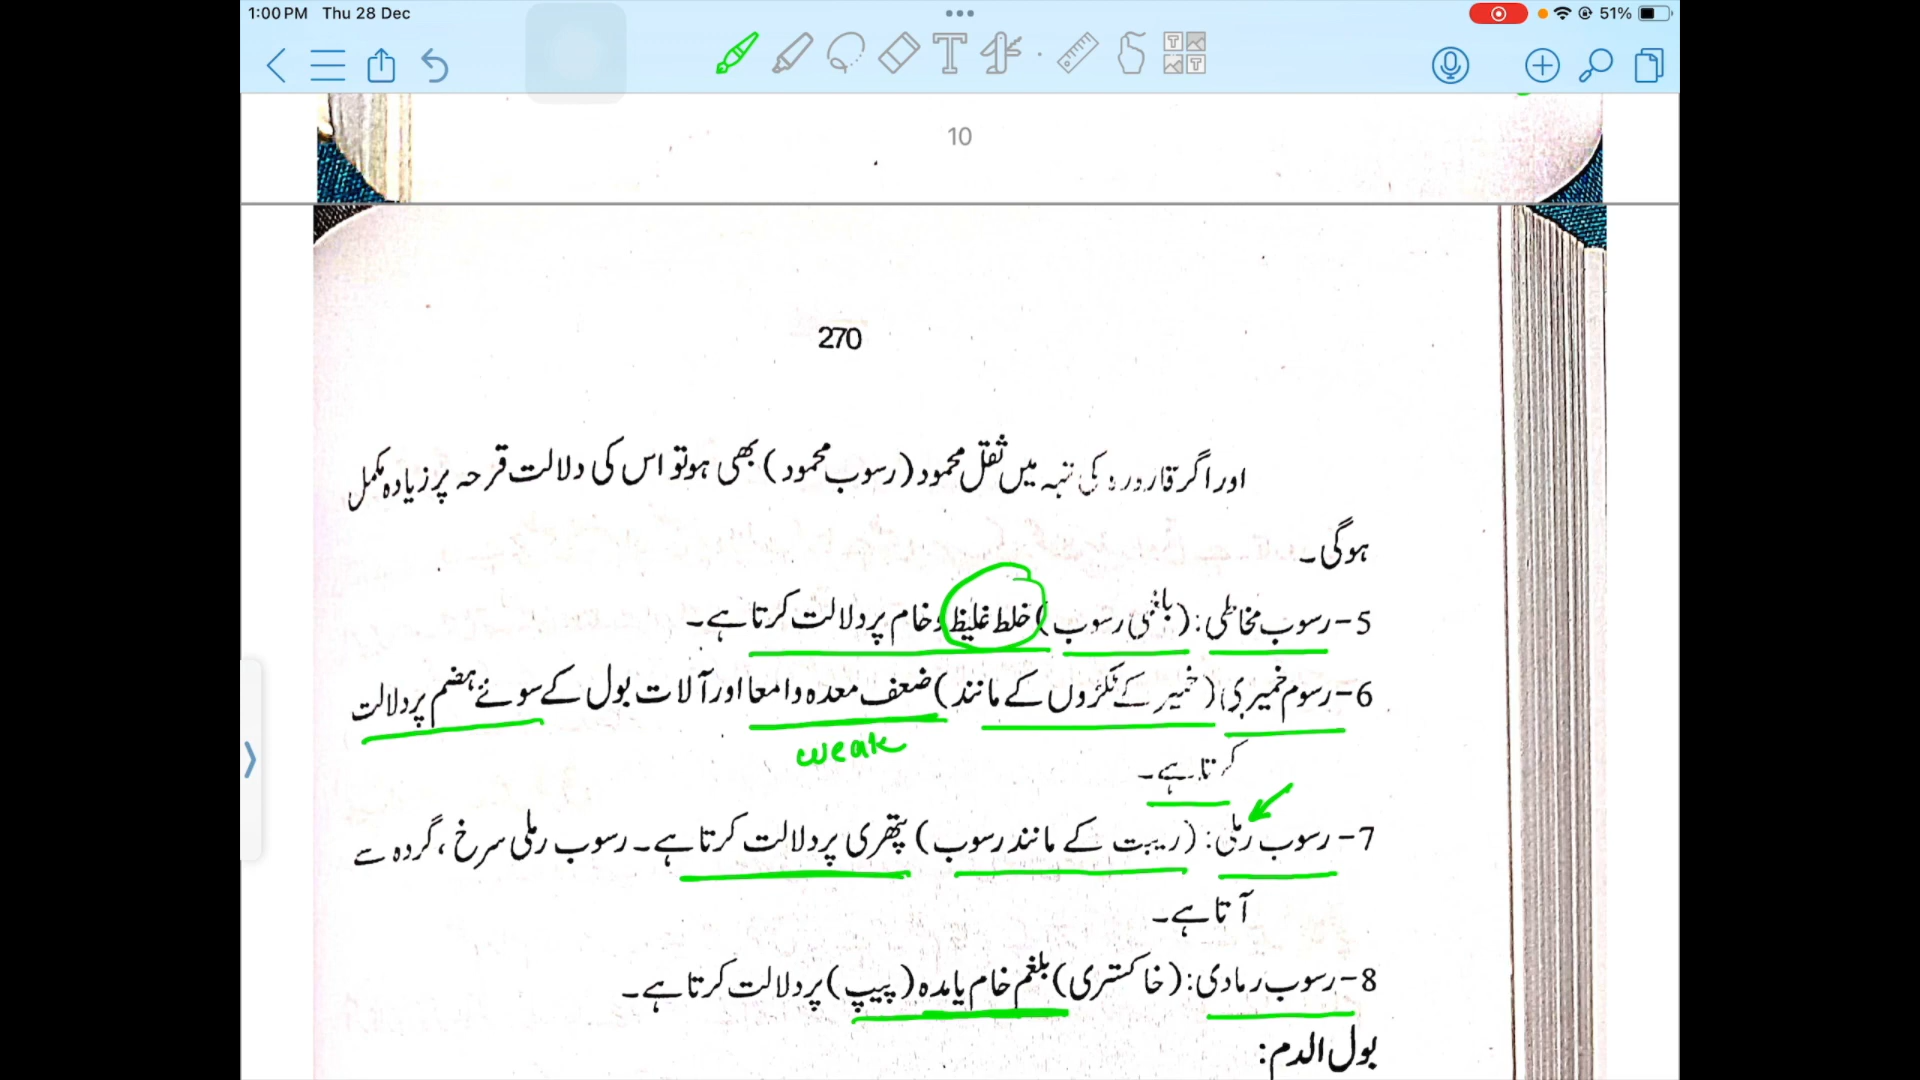 1:00 PM Thu 28 Dec
51%
10
270
اور اگر قارورہ کی تہہ میں ثفل محمود (رسوب محمود) بھی ہو تو اس کی دلالت قرحہ پر زیادہ مکمل
ہوگی۔
5- رسوب مخاطی: (بلغمی رسوب) خلط غلیظ و خام پر دلالت کرتا ہے۔
6- رسوم خمیری (خمیر کے ٹکڑوں کے مانند) ضعف معدہ و امعا اور آلات بول کے سوئے ہضم پر دلالت
weak
کرتا ہے۔
7- رسوب رملی: (ریت کے مانند رسوب) پتھری پر دلالت کرتا ہے۔ رسوب رملی سرخ، گردہ سے
آتا ہے۔
8- رسوب رمادی: (خاکستری) بلغم خام یا مدہ (پیپ) پر دلالت کرتا ہے۔
بول الدم: